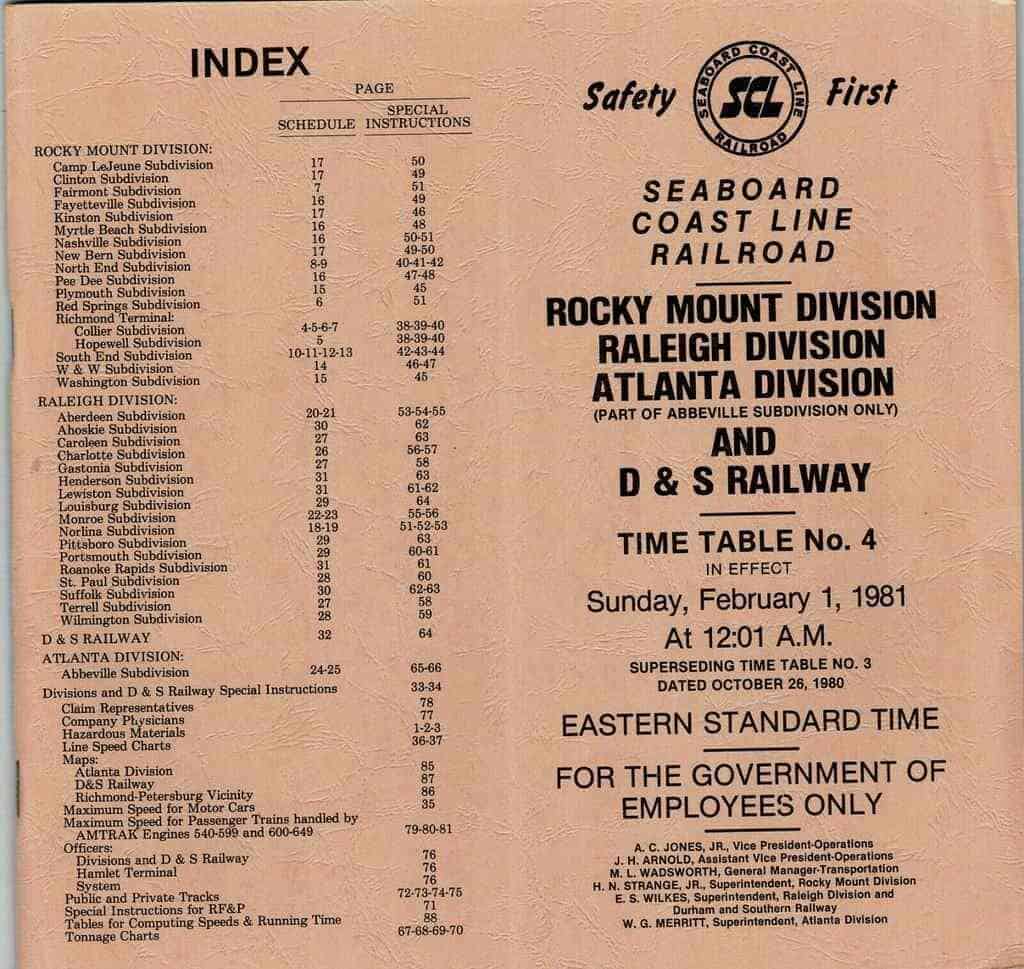 INDEX
PAGE
SCHEDULE SPECIAL INSTRUCTIONS
ROCKY MOUNT DIVISION:
Camp LeJeune Subdivision 17 50
Clinton Subdivision 17 49
Fairmont Subdivision 7 51
Fayetteville Subdivision 16 49
Kinston Subdivision 17 46
Myrtle Beach Subdivision 16 48
Nashville Subdivision 16 50-51
New Bern Subdivision 17 49-50
North End Subdivision 8-9 40-41-42
Pee Dee Subdivision 16 47-48
Plymouth Subdivision 15 45
Red Springs Subdivision 6 51
Richmond Terminal:
Collier Subdivision 4-5-6-7 38-39-40
Hopewell Subdivision 5 38-39-40
South End Subdivision 10-11-12-13 42-43-44
W & W Subdivision 14 46-47
Washington Subdivision 15 45
RALEIGH DIVISION:
Aberdeen Subdivision 20-21 53-54-55
Ahoskie Subdivision 30 62
Caroleen Subdivision 27 63
Charlotte Subdivision 26 56-57
Gastonia Subdivision 27 58
Henderson Subdivision 31 63
Lewiston Subdivision 31 61-62
Louisburg Subdivision 29 64
Monroe Subdivision 22-23 55-56
Norlina Subdivision 18-19 51-52-53
Pittsboro Subdivision 29 63
Portsmouth Subdivision 29 60-61
Roanoke Rapids Subdivision 31 61
St. Paul Subdivision 28 60
Suffolk Subdivision 30 62-63
Terrell Subdivision 27 58
Wilmington Subdivision 28 59
D & S RAILWAY 32 64
ATLANTA DIVISION:
Abbeville Subdivision 24-25 65-66
Divisions and D & S Railway Special Instructions 33-34
Claim Representatives 78
Company Physicians 77
Hazardous Materials 1-2-3
Line Speed Charts 36-37
Maps:
Atlanta Division 85
D&S Railway 87
Richmond-Petersburg Vicinity 86
Maximum Speed for Motor Cars 35
Maximum Speed for Passenger Trains handled by
AMTRAK Engines 540-599 and 600-649 79-80-81
Officers:
Divisions and D & S Railway 76
Hamlet Terminal 76
System 76
Public and Private Tracks 72-73-74-75
Special Instructions for RF&P 71
Tables for Computing Speeds & Running Time 88
Tonnage Charts 67-68-69-70
Safety First
SEABOARD COAST LINE
SCL
RAILROAD
SEABOARD
COAST LINE
RAILROAD
ROCKY MOUNT DIVISION
RALEIGH DIVISION
ATLANTA DIVISION
(PART OF ABBEVILLE SUBDIVISION ONLY)
AND
D & S RAILWAY
TIME TABLE No. 4
IN EFFECT
Sunday, February 1, 1981
At 12:01 A.M.
SUPERSEDING TIME TABLE NO. 3
DATED OCTOBER 26, 1980
EASTERN STANDARD TIME
FOR THE GOVERNMENT OF
EMPLOYEES ONLY
A. C. JONES, JR., Vice President-Operations
J. H. ARNOLD, Assistant Vice President-Operations
M. L. WADSWORTH, General Manager-Transportation
H. N. STRANGE, JR., Superintendent, Rocky Mount Division
E. S. WILKES, Superintendent, Raleigh Division and
Durham and Southern Railway
W. G. MERRITT, Superintendent, Atlanta Division